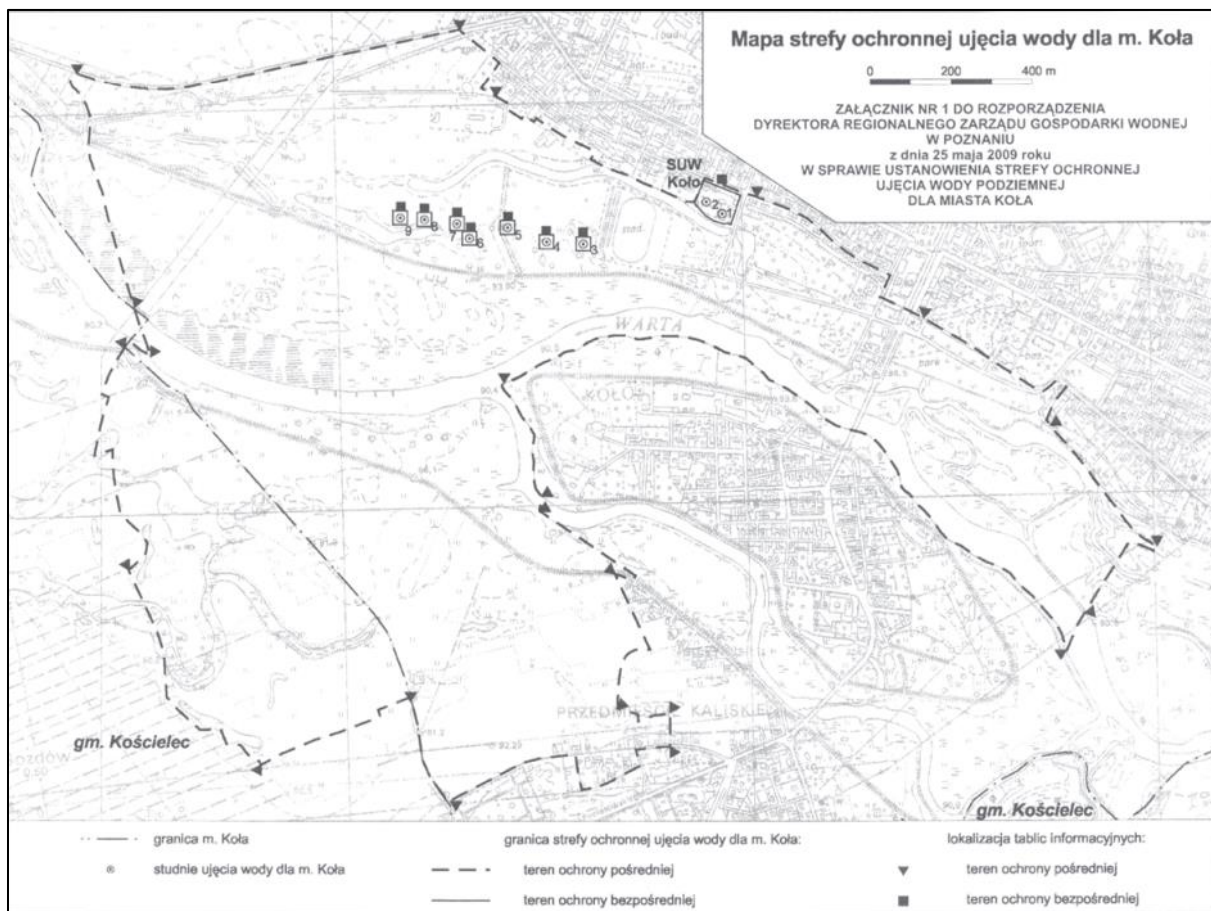 Mapa strefy ochronnej ujęcia wody dla m. Koła
0 200 400 m
ZAŁĄCZNIK NR 1 DO ROZPORZĄDZENIA
DYREKTORA REGIONALNEGO ZARZĄDU GOSPODARKI WODNEJ
W POZNANIU
z dnia 25 maja 2009 roku
W SPRAWIE USTANOWIENIA STREFY OCHRONNEJ
UJĘCIA WODY PODZIEMNEJ
DLA MIASTA KOŁA
SUW
Koło
2
1
9
8
7
6
5
4
3
WARTA
KOŁO
PRZEDMIEŚCIE KALISKIE
gm. Kościelec
gm. Kościelec
granica m. Koła
studnie ujęcia wody dla m. Koła
granica strefy ochronnej ujęcia wody dla m. Koła:
teren ochrony pośredniej
teren ochrony bezpośredniej
lokalizacja tablic informacyjnych:
teren ochrony pośredniej
teren ochrony bezpośredniej